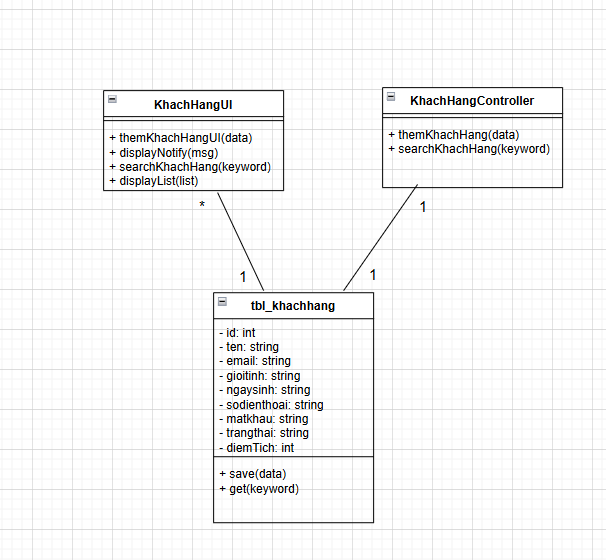 KhachHangUI
+ themKhachHangUI(data)
+ displayNotify(msg)
+ searchKhachHang(keyword)
+ displayList(list)
KhachHangController
+ themKhachHang(data)
+ searchKhachHang(keyword)
*
1
1
1
tbl_khachhang
- id: int
- ten: string
- email: string
- gioitinh: string
- ngaysinh: string
- sodienthoai: string
- matkhau: string
- trangthai: string
- diemTich: int
+ save(data)
+ get(keyword)